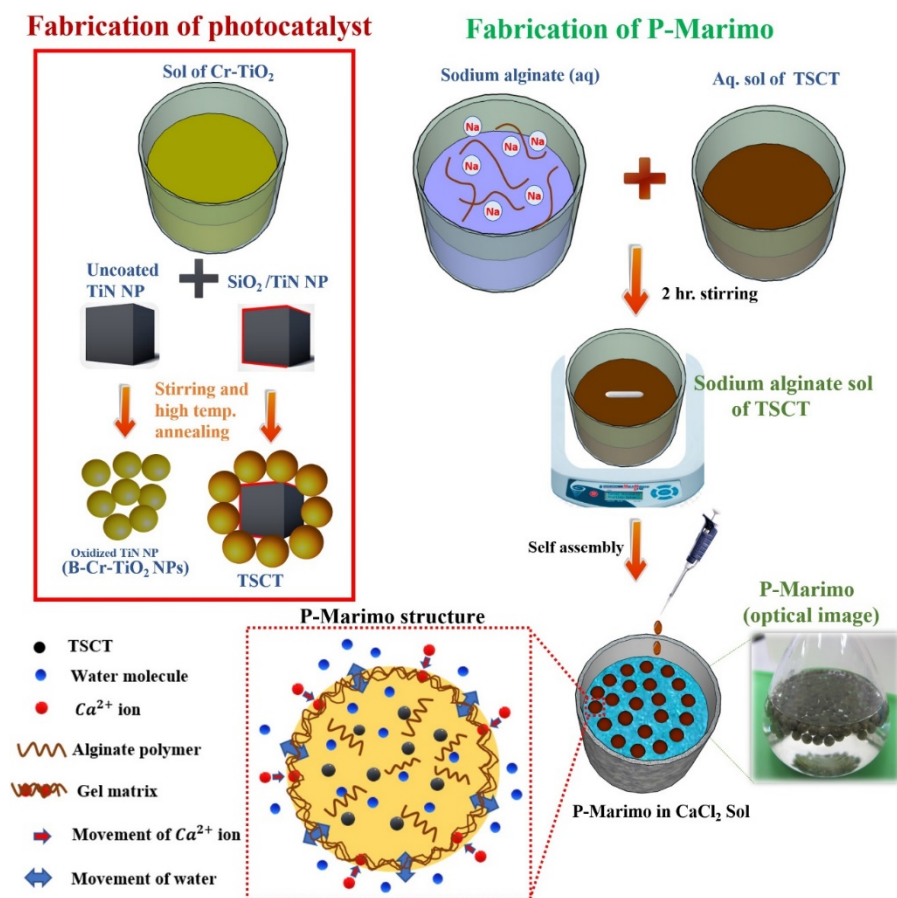 Fabrication of photocatalyst
Sol of Cr-TiO₂
Uncoated
TiN NP
SiO₂ /TiN NP
Stirring and
high temp.
annealing
Oxidized TiN NP
(B-Cr-TiO₂ NPs)
TSCT
Fabrication of P-Marimo
Sodium alginate (aq)
Aq. sol of TSCT
Na
Na
Na
Na
Na
Na
2 hr. stirring
Sodium alginate sol
of TSCT
Self assembly
P-Marimo
(optical image)
P-Marimo in CaCl₂ Sol
P-Marimo structure
TSCT
Water molecule
Ca²⁺ ion
Alginate polymer
Gel matrix
Movement of Ca²⁺ ion
Movement of water